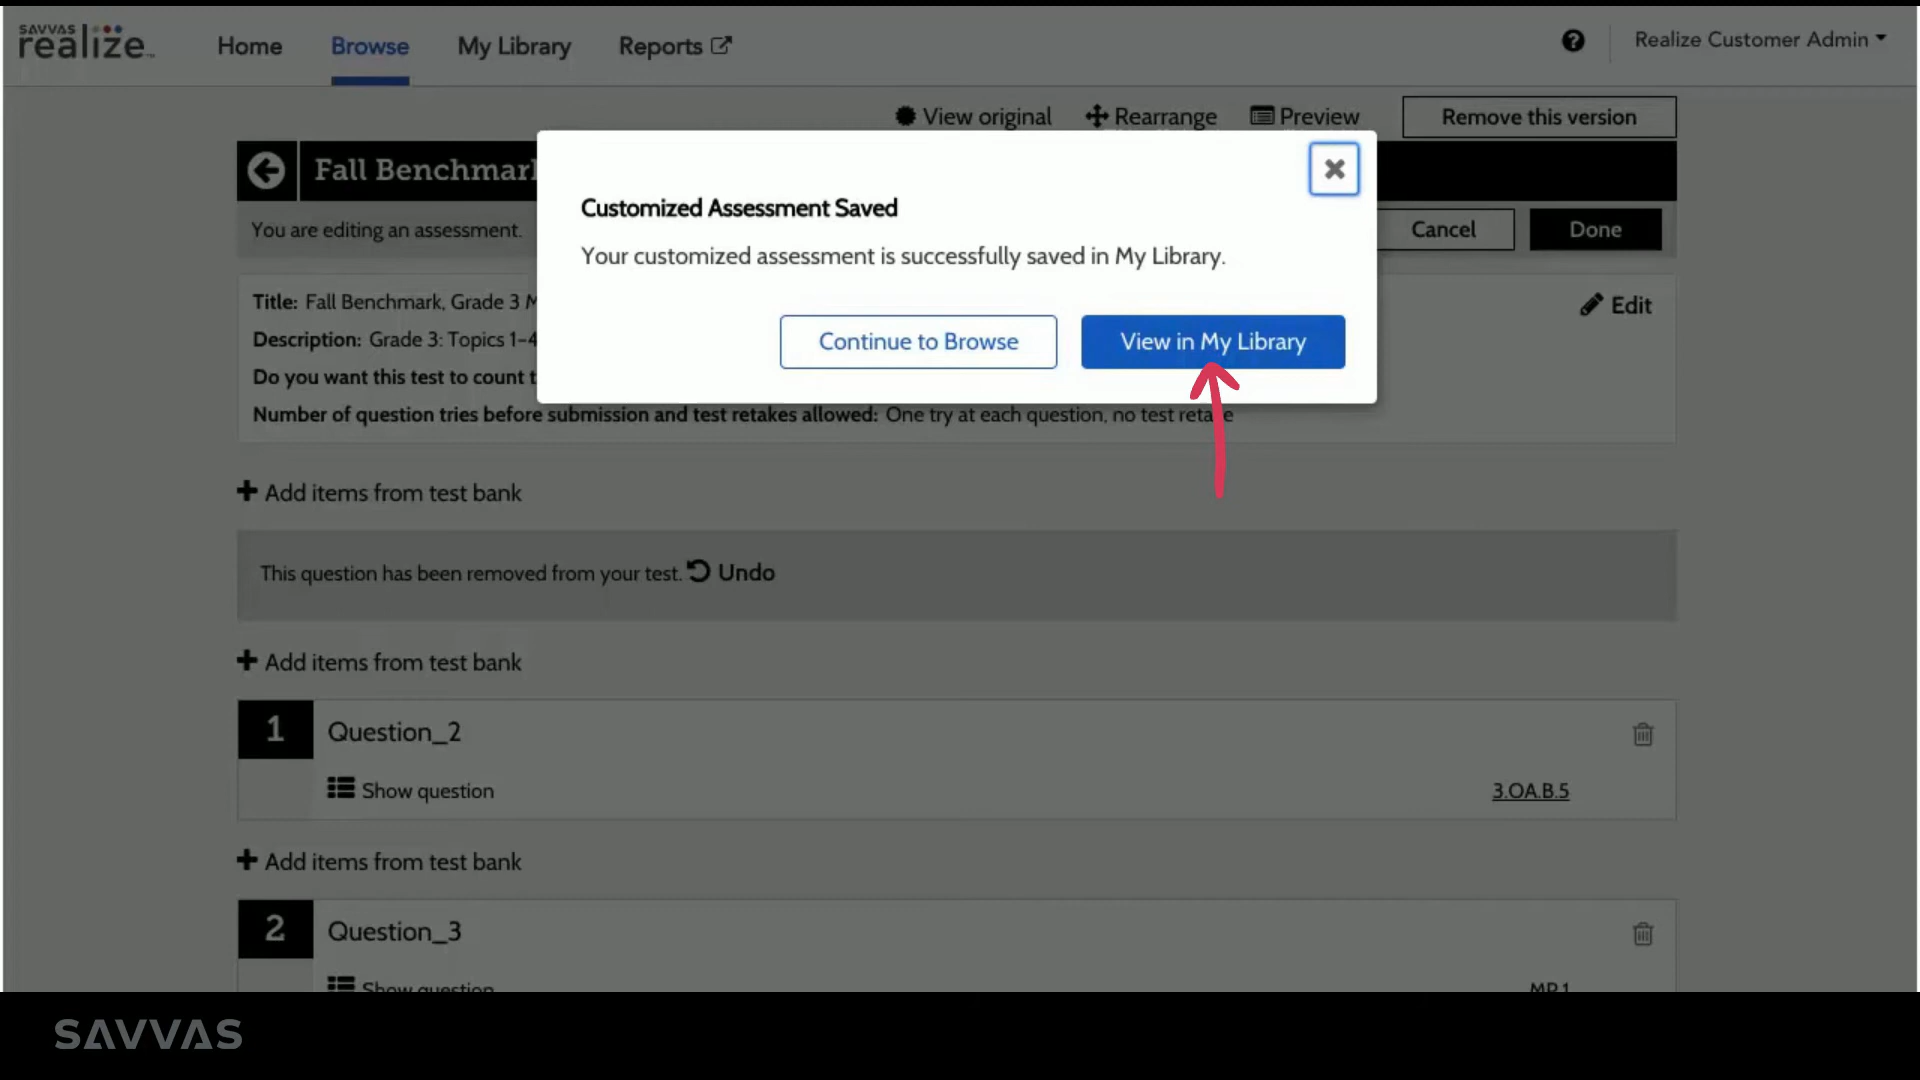 SAVVAS
realize
Home Browse My Library Reports
Realize Customer Admin
View original Rearrange Preview Remove this version
Fall Benchmark
You are editing an assessment.
Cancel Done
Customized Assessment Saved
Your customized assessment is successfully saved in My Library.
Continue to Browse View in My Library
Title: Fall Benchmark, Grade 3 M
Edit
Description: Grade 3: Topics 1-4
Do you want this test to count t
Number of question tries before submission and test retakes allowed: One try at each question, no test retake
Add items from test bank
This question has been removed from your test. Undo
Add items from test bank
1 Question_2
Show question 3.OA.B.5
Add items from test bank
2 Question_3
Show question MP.1
SAVVAS